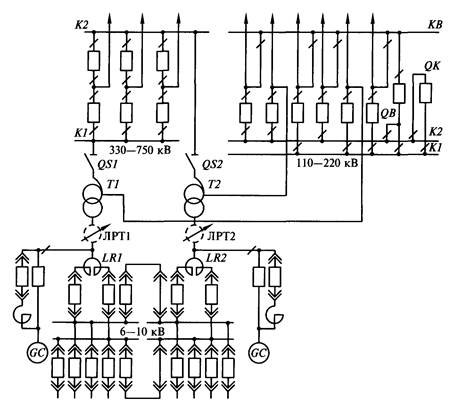 K2
KB
QK
QB
K1
330—750 кВ
K2
K1
110—220 кВ
QS1
QS2
T1
T2
ЛРТ1
ЛРТ2
LR1
LR2
6—10 кВ
GC
GC